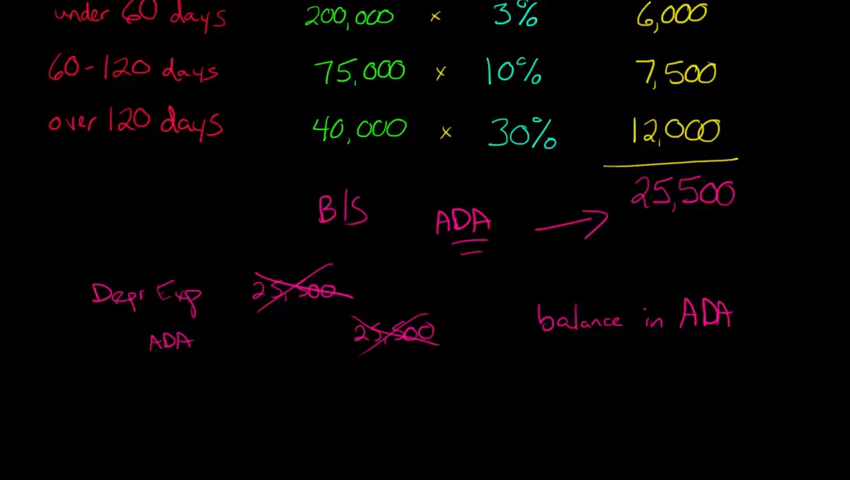 under 60 days 200,000 × 3% 6,000
60-120 days 75,000 × 10% 7,500
over 120 days 40,000 × 30% 12,000
25,500
B/S ADA →
Depr Exp 25,500
balance in ADA
ADA 25,500